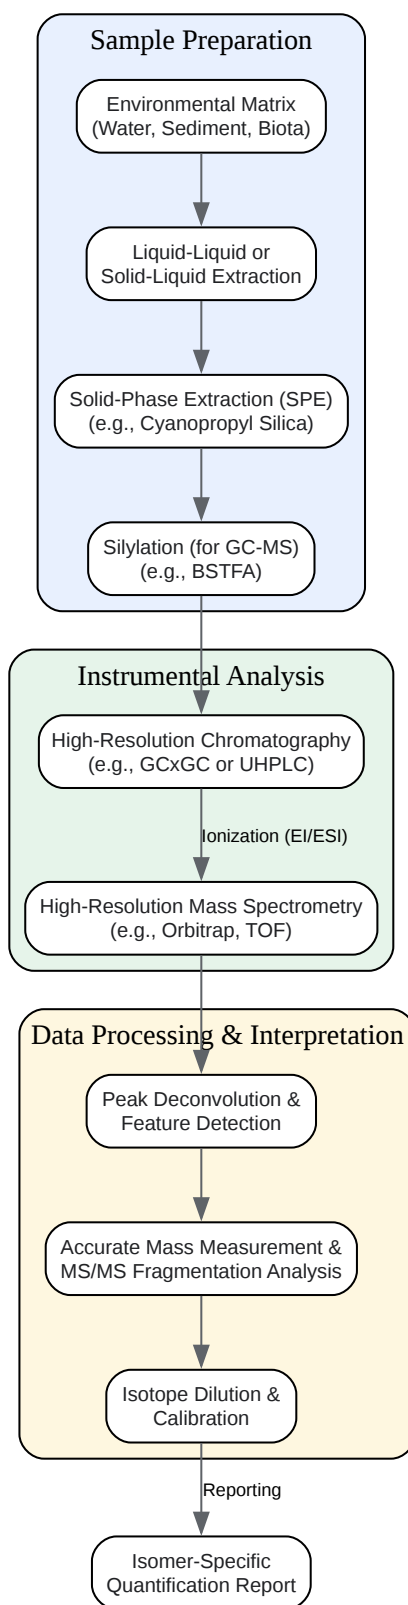 Sample Preparation
Environmental Matrix
(Water, Sediment, Biota)
Liquid-Liquid or
Solid-Liquid Extraction
Solid-Phase Extraction (SPE)
(e.g., Cyanopropyl Silica)
Silylation (for GC-MS)
(e.g., BSTFA)
Instrumental Analysis
High-Resolution Chromatography
(e.g., GCxGC or UHPLC)
Ionization (EI/ESI)
High-Resolution Mass Spectrometry
(e.g., Orbitrap, TOF)
Data Processing & Interpretation
Peak Deconvolution &
Feature Detection
Accurate Mass Measurement &
MS/MS Fragmentation Analysis
Isotope Dilution &
Calibration
Reporting
Isomer-Specific
Quantification Report